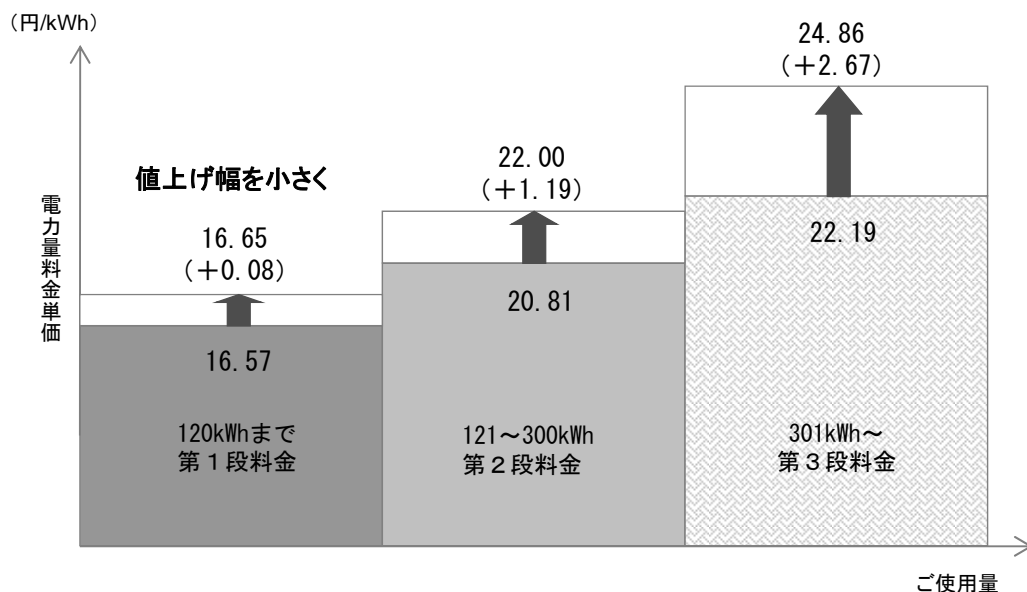 （円/kWh）
24.86
（＋2.67）
値上げ幅を小さく
22.00
（＋1.19）
電力量料金単価
16.65
（＋0.08）
22.19
20.81
16.57
120kWhまで
第１段料金
121～300kWh
第２段料金
301kWh～
第３段料金
ご使用量